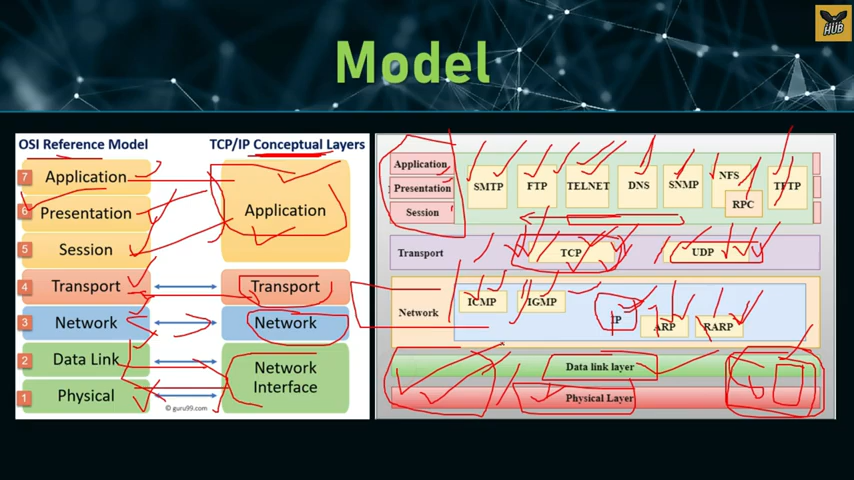 HUB
Model
OSI Reference Model
TCP/IP Conceptual Layers
7 Application
6 Presentation
5 Session
4 Transport
3 Network
2 Data Link
1 Physical
Application
Transport
Network
Network
Interface
© guru99.com
Application
Presentation
Session
SMTP
FTP
TELNET
DNS
SNMP
NFS
RPC
TFTP
Transport
TCP
UDP
Network
ICMP
IGMP
IP
ARP
RARP
Data link layer
Physical Layer